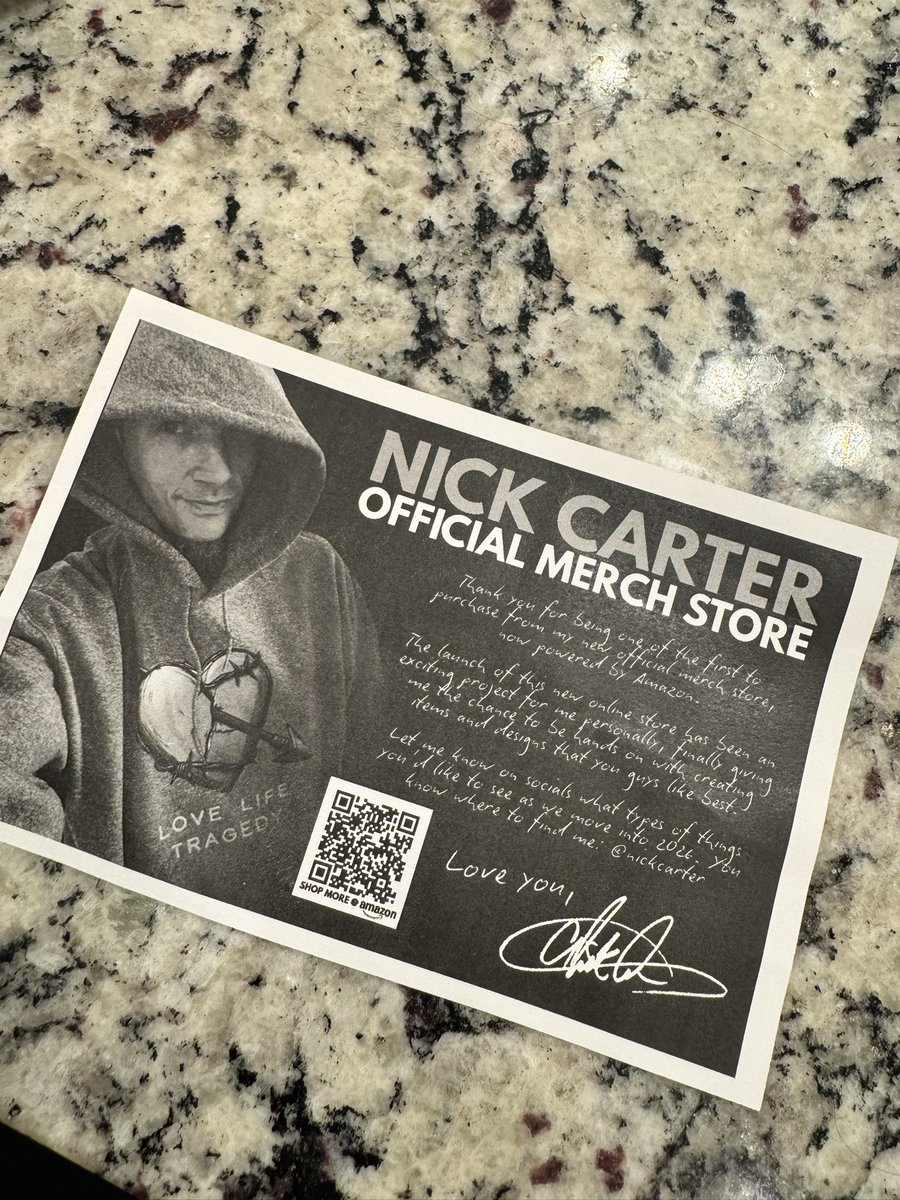 NICK CARTER
OFFICIAL MERCH STORE
Thank you for being one of the first to
purchase from my new official merch store,
now powered by Amazon.
The launch of this new online store has been an
exciting project for me personally, finally giving
me the chance to be hands on with creating
items and designs that you guys like best.
Let me know on socials what types of things
you'd like to see as we move into 2026. You
know where to find me: @nickcarter
Love you,
LOVE LIFE
TRAGEDY
SHOP MORE @ amazon